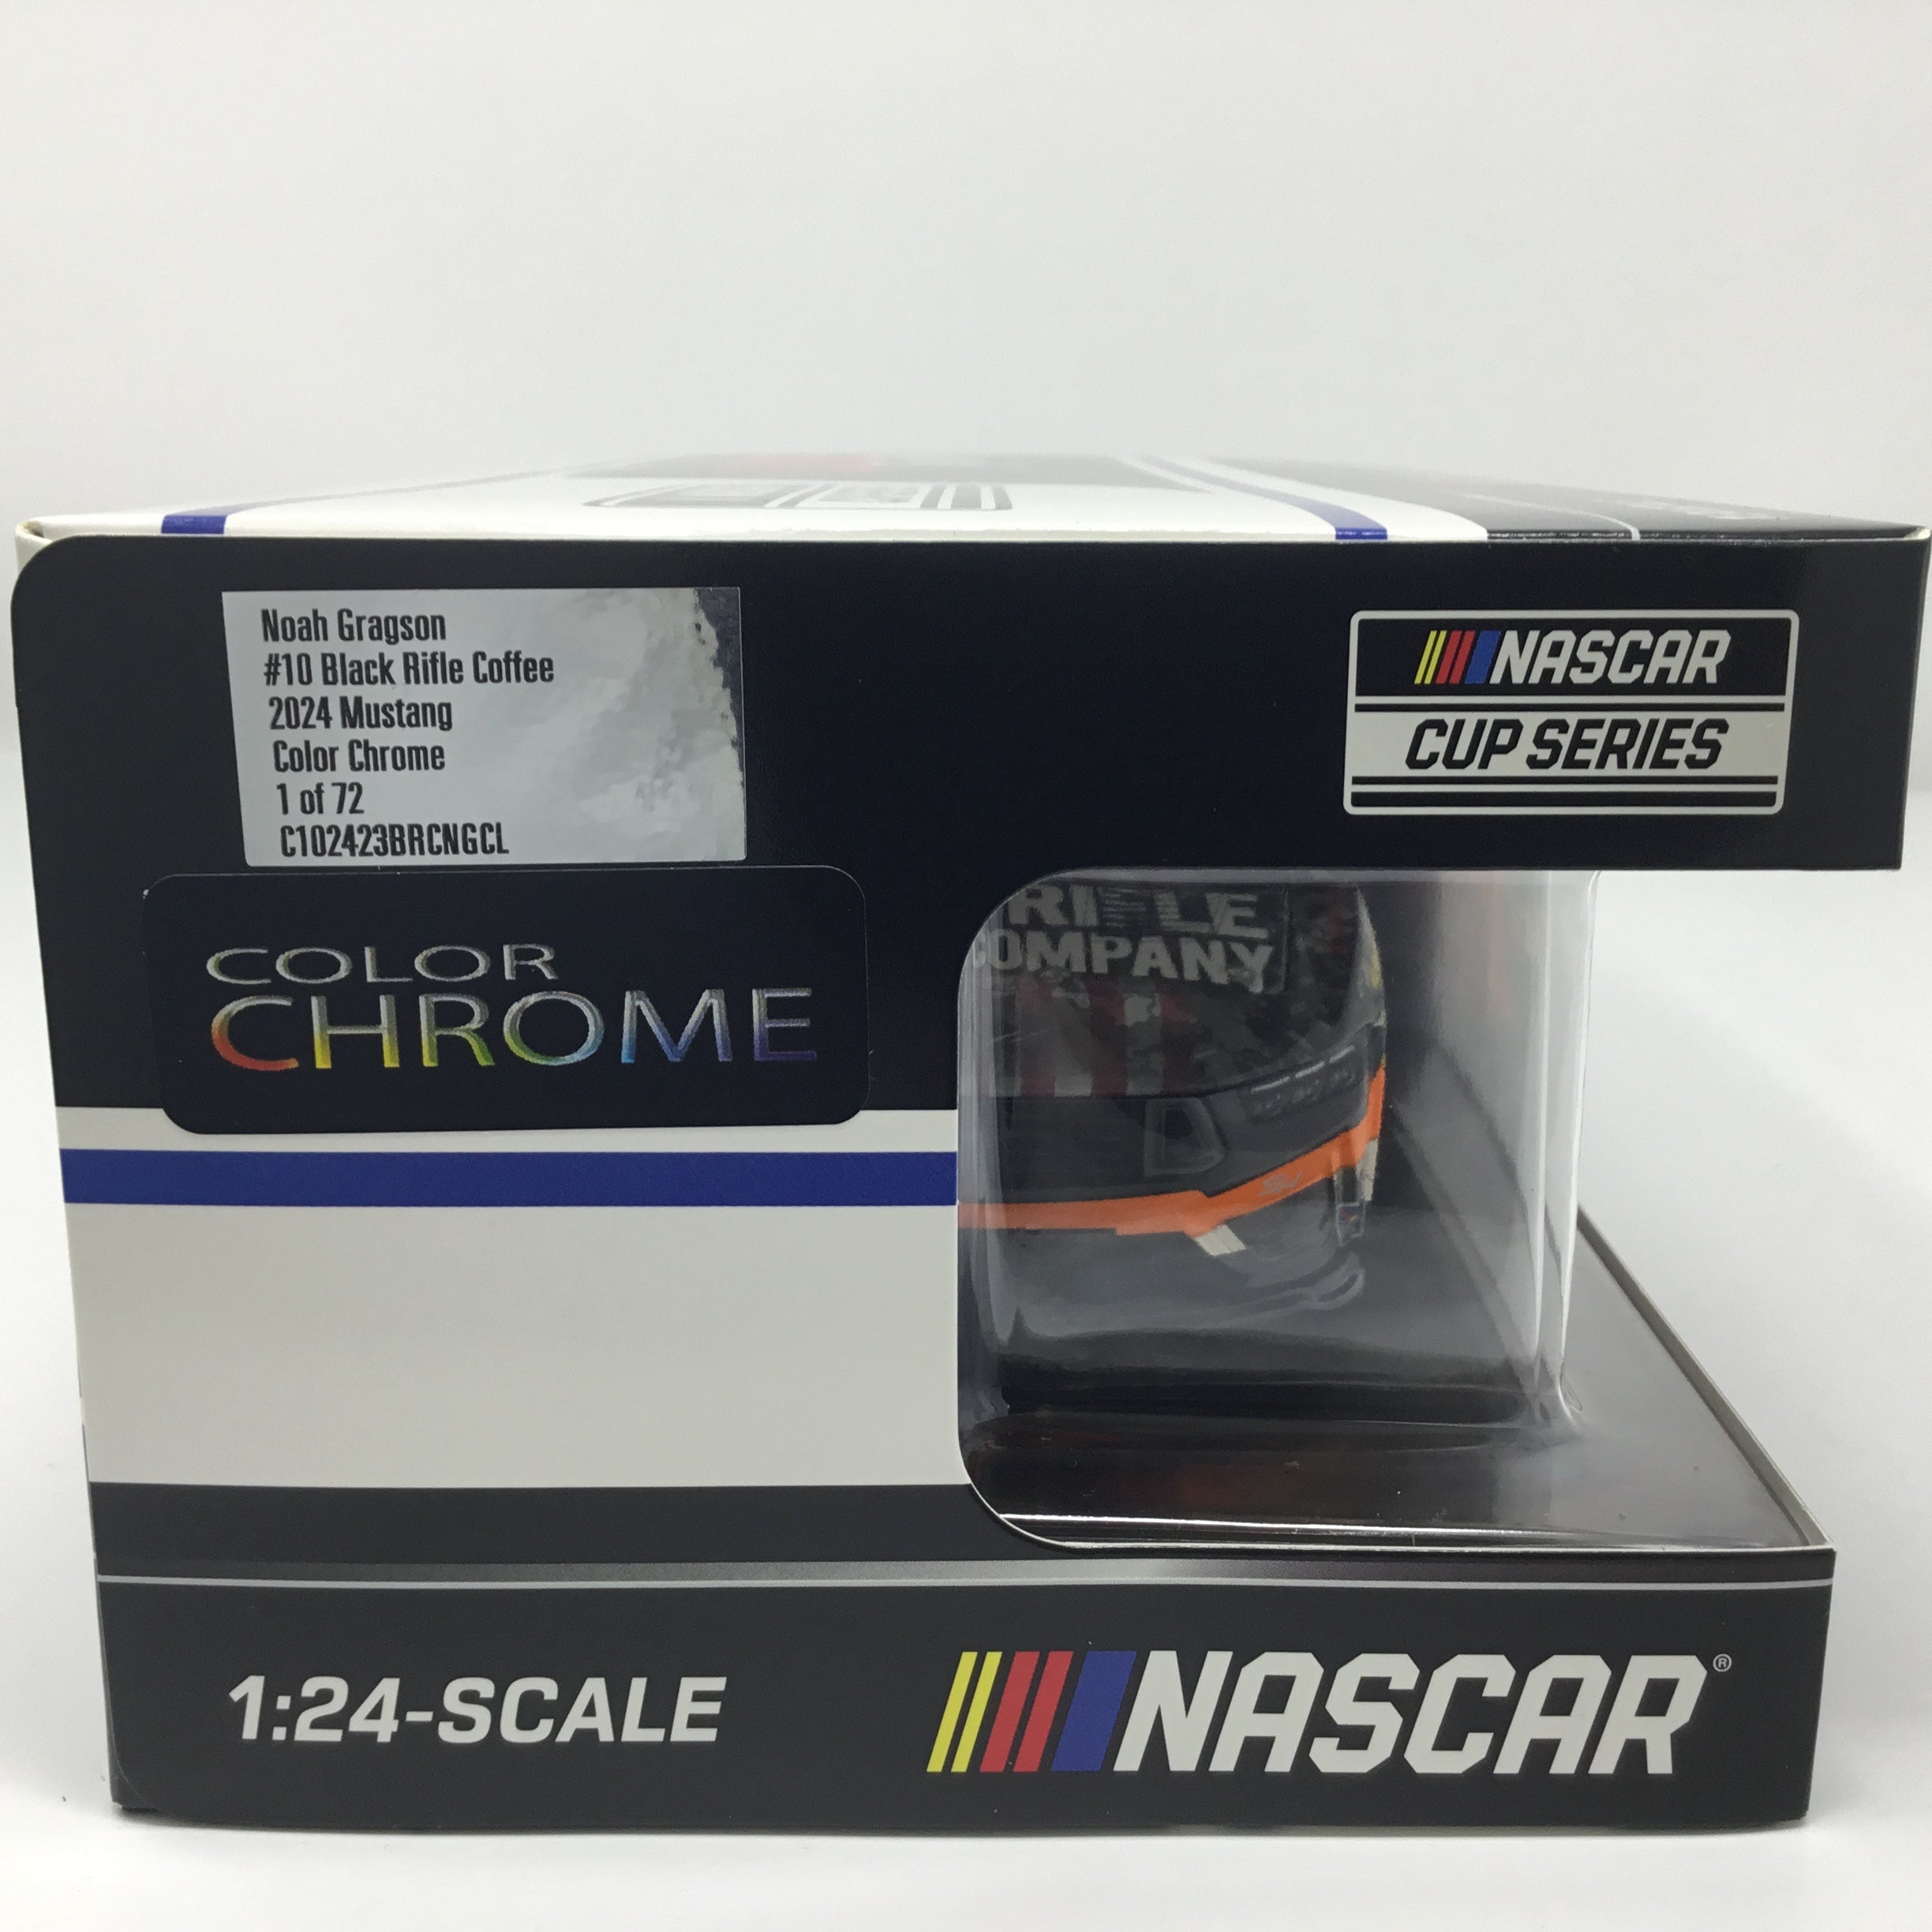 Noah Gragson
#10 Black Rifle Coffee
2024 Mustang
Color Chrome
1 of 72
C102423BRCNGCL
NASCAR
CUP SERIES
COLOR
CHROME
RIFLE
COMPANY
1:24-SCALE
NASCAR®